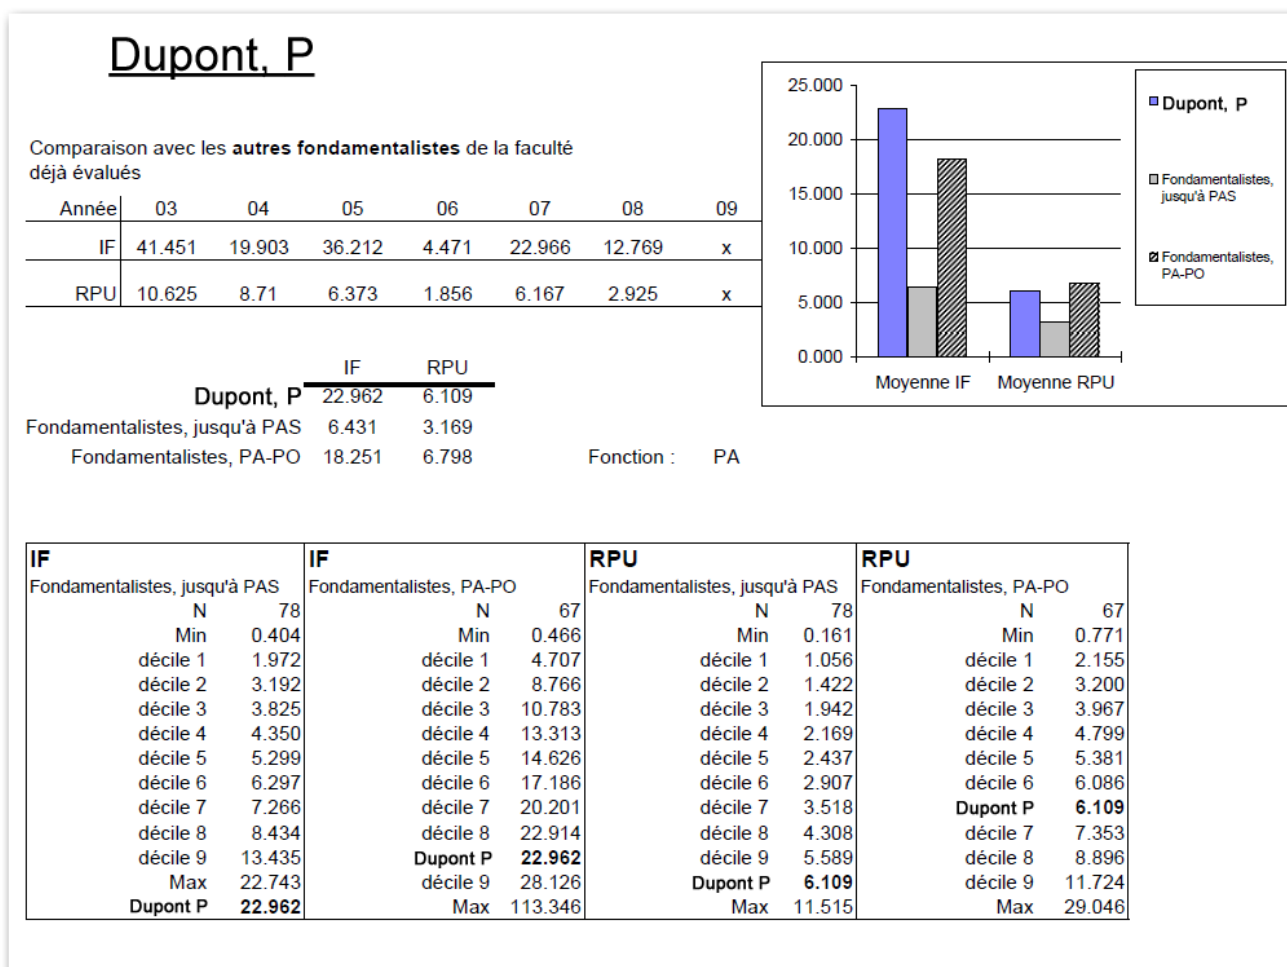 Dupont, P
Comparaison avec les autres fondamentalistes de la faculté
déjà évalués
Année 03 04 05 06 07 08 09
IF 41.451 19.903 36.212 4.471 22.966 12.769 x
RPU 10.625 8.71 6.373 1.856 6.167 2.925 x
25.000
20.000
15.000
10.000
5.000
0.000
Moyenne IF Moyenne RPU
Dupont, P
Fondamentalistes,
jusqu'à PAS
Fondamentalistes,
PA-PO
IF RPU
Dupont, P 22.962 6.109
Fondamentalistes, jusqu'à PAS 6.431 3.169
Fondamentalistes, PA-PO 18.251 6.798
Fonction : PA
IF
Fondamentalistes, jusqu'à PAS
N 78
Min 0.404
décile 1 1.972
décile 2 3.192
décile 3 3.825
décile 4 4.350
décile 5 5.299
décile 6 6.297
décile 7 7.266
décile 8 8.434
décile 9 13.435
Max 22.743
Dupont P 22.962
IF
Fondamentalistes, PA-PO
N 67
Min 0.466
décile 1 4.707
décile 2 8.766
décile 3 10.783
décile 4 13.313
décile 5 14.626
décile 6 17.186
décile 7 20.201
décile 8 22.914
Dupont P 22.962
décile 9 28.126
Max 113.346
RPU
Fondamentalistes, jusqu'à PAS
N 78
Min 0.161
décile 1 1.056
décile 2 1.422
décile 3 1.942
décile 4 2.169
décile 5 2.437
décile 6 2.907
décile 7 3.518
décile 8 4.308
décile 9 5.589
Dupont P 6.109
Max 11.515
RPU
Fondamentalistes, PA-PO
N 67
Min 0.771
décile 1 2.155
décile 2 3.200
décile 3 3.967
décile 4 4.799
décile 5 5.381
décile 6 6.086
Dupont P 6.109
décile 7 7.353
décile 8 8.896
décile 9 11.724
Max 29.046